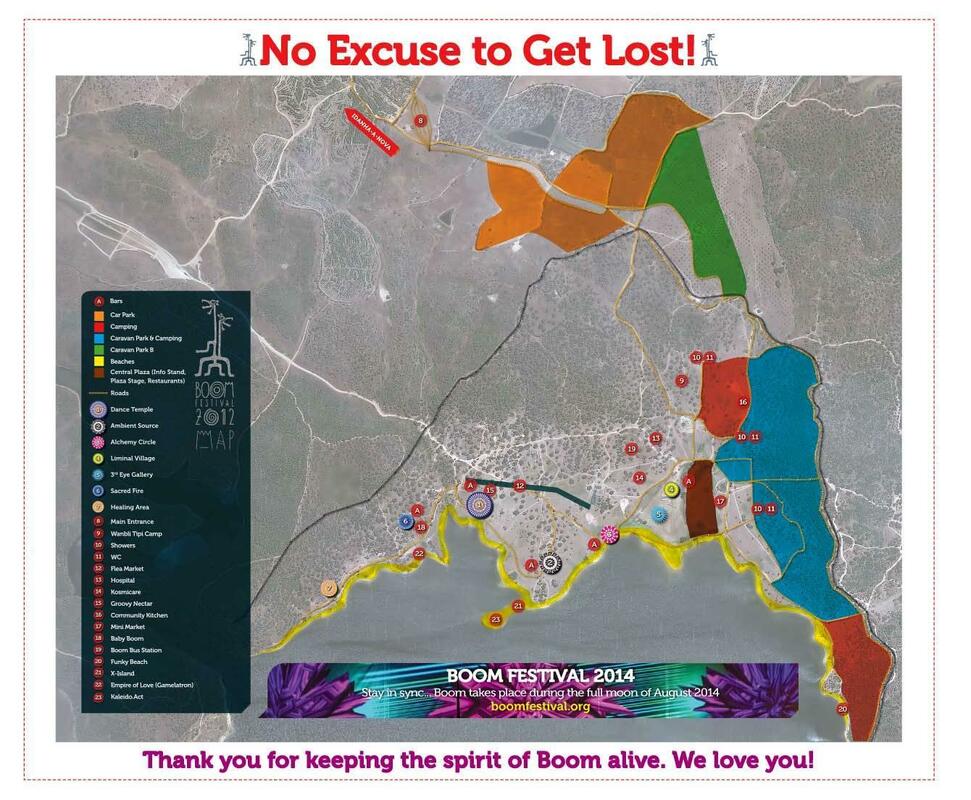 No Excuse to Get Lost!
IDANHA-A-NOVA
8
A Bars
Car Park
Camping
Caravan Park & Camping
Caravan Park B
Beaches
Central Plaza (Info Stand,
Plaza Stage, Restaurants)
Roads
1 Dance Temple
2 Ambient Source
Alchemy Circle
4 Liminal Village
5 3rd Eye Gallery
6 Sacred Fire
7 Healing Area
8 Main Entrance
9 Wanbli Tipi Camp
10 Showers
11 WC
12 Flea Market
13 Hospital
14 Kosmicare
15 Groovy Nectar
16 Community Kitchen
17 Mini Market
18 Baby Boom
19 Boom Bus Station
20 Funky Beach
21 X-Island
22 Empire of Love (Gamelatron)
23 Kaleido.Act
BOOM
FESTIVAL
2012
MAP
10 11
9
16
13
10 11
19
14
A
A
15
12
4
17
1
A
5
10 11
6
18
A
22
A
2
7
21
23
20
BOOM FESTIVAL 2014
Stay in sync... Boom takes place during the full moon of August 2014
boomfestival.org
Thank you for keeping the spirit of Boom alive. We love you!